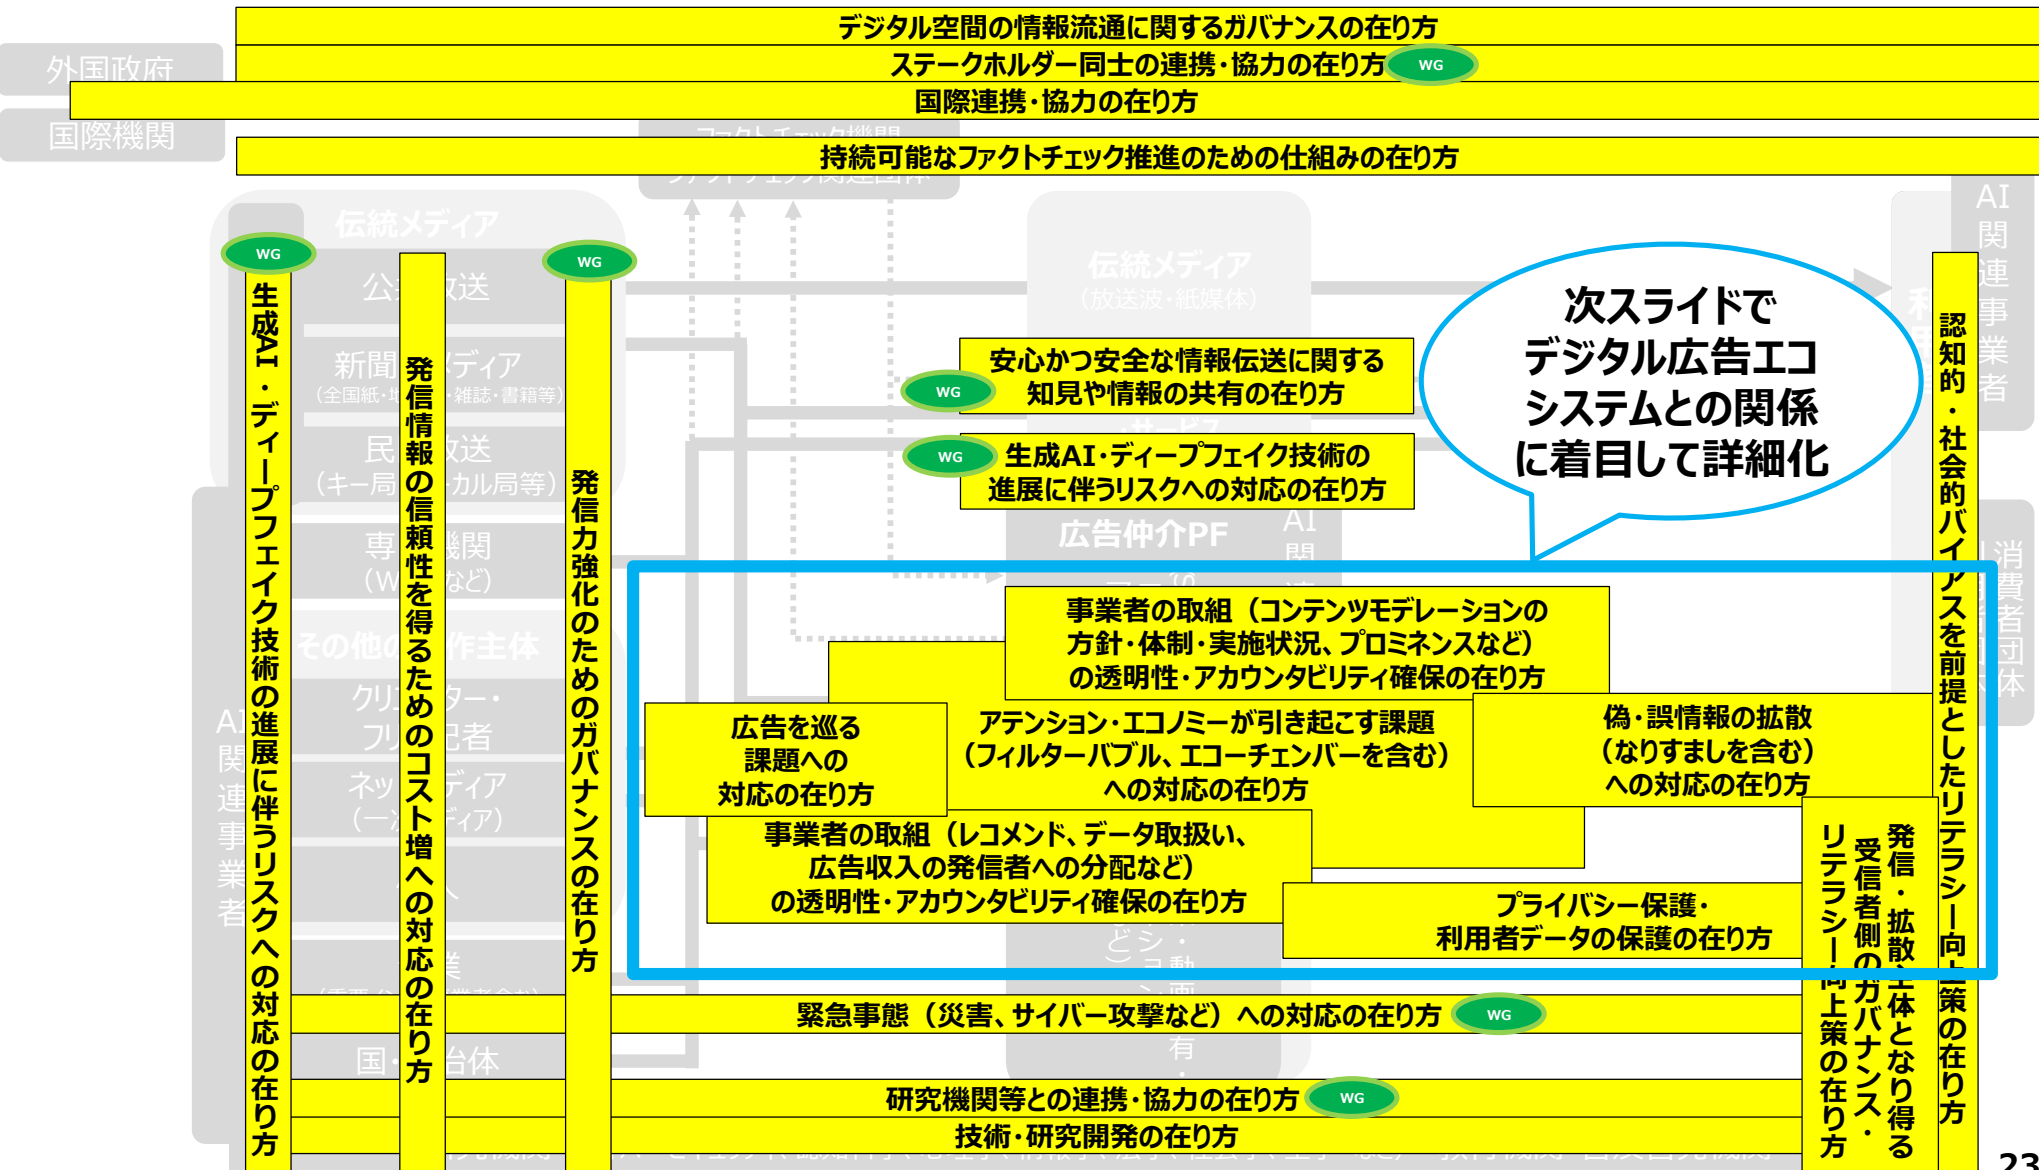 デジタル空間の情報流通に関するガバナンスの在り方
外国政府
ステークホルダー同士の連携・協力の在り方
WG
国際連携・協力の在り方
国際機関
持続可能なファクトチェック推進のための仕組みの在り方
伝統メディア
WG
WG
伝統メディア
（放送波・紙媒体）
AI関連事業者
次スライドで
デジタル広告エコ
システムとの関係
に着目して詳細化
安心かつ安全な情報伝送に関する
知見や情報の共有の在り方
WG
・サービス
生成AI・ディープフェイク技術の
進展に伴うリスクへの対応の在り方
WG
広告仲介PF
生成AI・ディープフェイク技術の進展に伴うリスクへの対応の在り方
発信情報の信頼性を得るためのコスト増への対応の在り方
発信力強化のためのガバナンスの在り方
認知的・社会的バイアスを前提としたリテラシー向上策の在り方
AI関連事業者
事業者の取組（コンテンツモデレーションの
方針・体制・実施状況、プロミネンスなど）
の透明性・アカウンタビリティ確保の在り方
広告を巡る
課題への
対応の在り方
アテンション・エコノミーが引き起こす課題
（フィルターバブル、エコーチェンバーを含む）
への対応の在り方
偽・誤情報の拡散
（なりすましを含む）
への対応の在り方
事業者の取組（レコメンド、データ取扱い、
広告収入の発信者への分配など）
の透明性・アカウンタビリティ確保の在り方
プライバシー保護・
利用者データの保護の在り方
発信・拡散主体となり得る
受信者側のガバナンス・
リテラシー向上策の在り方
緊急事態（災害、サイバー攻撃など）への対応の在り方
WG
研究機関等との連携・協力の在り方
WG
技術・研究開発の在り方
23